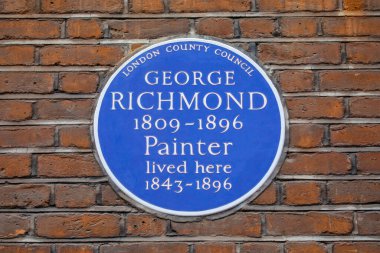 LONDON COUNTY COUNCIL
GEORGE
RICHMOND
1809-1896
Painter
lived here
1843-1896